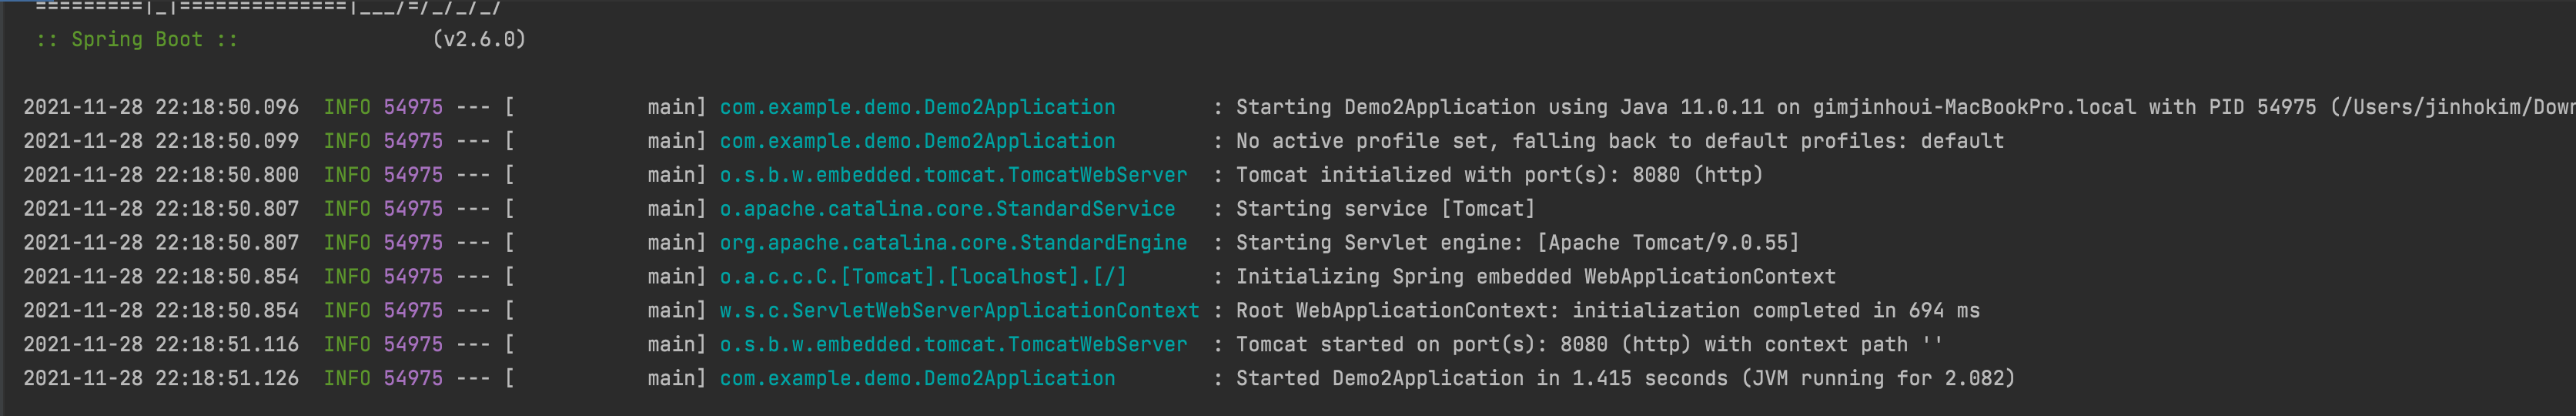 =========|_|==============|___/=/_/_/_/
:: Spring Boot ::                (v2.6.0)
2021-11-28 22:18:50.096  INFO 54975 --- [           main] com.example.demo.Demo2Application        : Starting Demo2Application using Java 11.0.11 on gimjinhoui-MacBookPro.local with PID 54975 (/Users/jinhokim/Down
2021-11-28 22:18:50.099  INFO 54975 --- [           main] com.example.demo.Demo2Application        : No active profile set, falling back to default profiles: default
2021-11-28 22:18:50.800  INFO 54975 --- [           main] o.s.b.w.embedded.tomcat.TomcatWebServer  : Tomcat initialized with port(s): 8080 (http)
2021-11-28 22:18:50.807  INFO 54975 --- [           main] o.apache.catalina.core.StandardService   : Starting service [Tomcat]
2021-11-28 22:18:50.807  INFO 54975 --- [           main] org.apache.catalina.core.StandardEngine  : Starting Servlet engine: [Apache Tomcat/9.0.55]
2021-11-28 22:18:50.854  INFO 54975 --- [           main] o.a.c.c.C.[Tomcat].[localhost].[/]       : Initializing Spring embedded WebApplicationContext
2021-11-28 22:18:50.854  INFO 54975 --- [           main] w.s.c.ServletWebServerApplicationContext : Root WebApplicationContext: initialization completed in 694 ms
2021-11-28 22:18:51.116  INFO 54975 --- [           main] o.s.b.w.embedded.tomcat.TomcatWebServer  : Tomcat started on port(s): 8080 (http) with context path ''
2021-11-28 22:18:51.126  INFO 54975 --- [           main] com.example.demo.Demo2Application        : Started Demo2Application in 1.415 seconds (JVM running for 2.082)